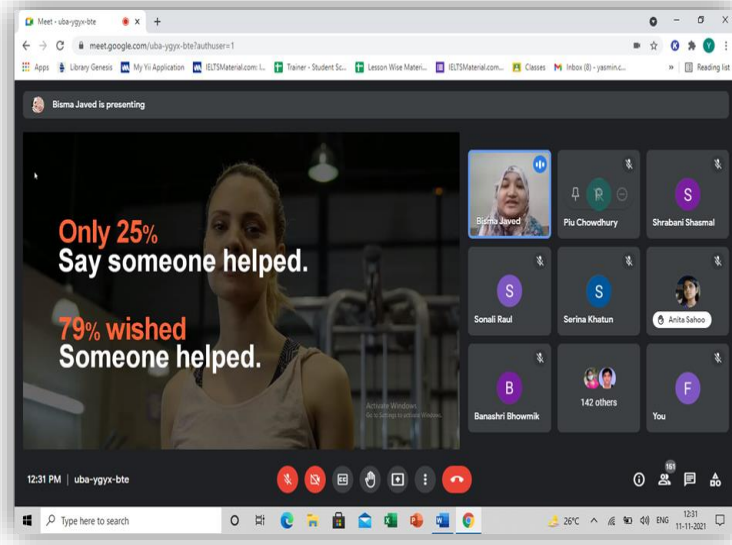 Meet - uba-ygyx-bte
meet.google.com/uba-ygyx-bte?authuser=1
Apps Library Genesis My Yii Application IELTSMaterial.com: I... Trainer - Student Sc... Lesson Wise Materi... IELTSMaterial.com... Classes Inbox (8) - yasmin.c... » Reading list
Bisma Javed is presenting
Only 25%
Say someone helped.
79% wished
Someone helped.
Activate Windows
Go to Settings to activate Windows.
Bisma Javed
Piu Chowdhury
S
Shrabani Shasmal
S
Sonali Raul
S
Serina Khatun
Anita Sahoo
B
Banashri Bhowmik
142 others
F
You
12:31 PM | uba-ygyx-bte
161
Type here to search
26°C
ENG
12:31
11-11-2021